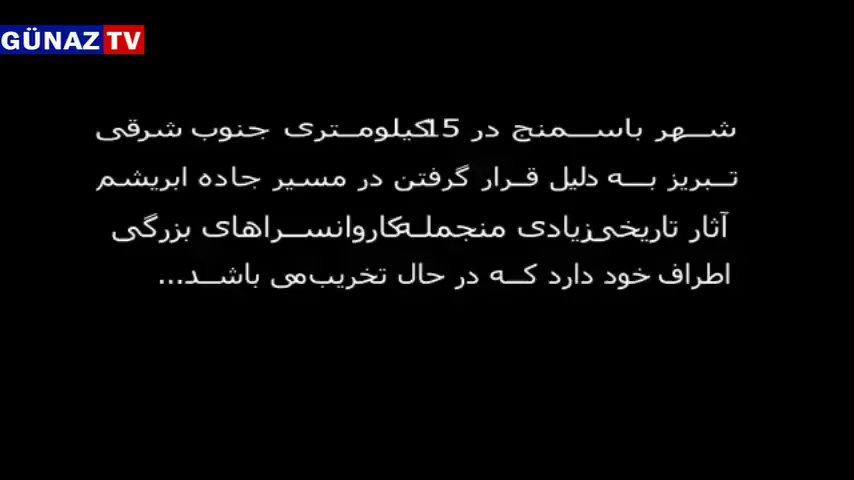 GÜNAZ TV
شهر باسمنج در 15کیلومتری جنوب شرقی
تبریز به دلیل قرار گرفتن در مسیر جاده ابریشم
آثار تاریخی‌زیادی منجمله‌کاروانسراهای بزرگی
اطراف خود دارد که در حال تخریب‌می باشد...